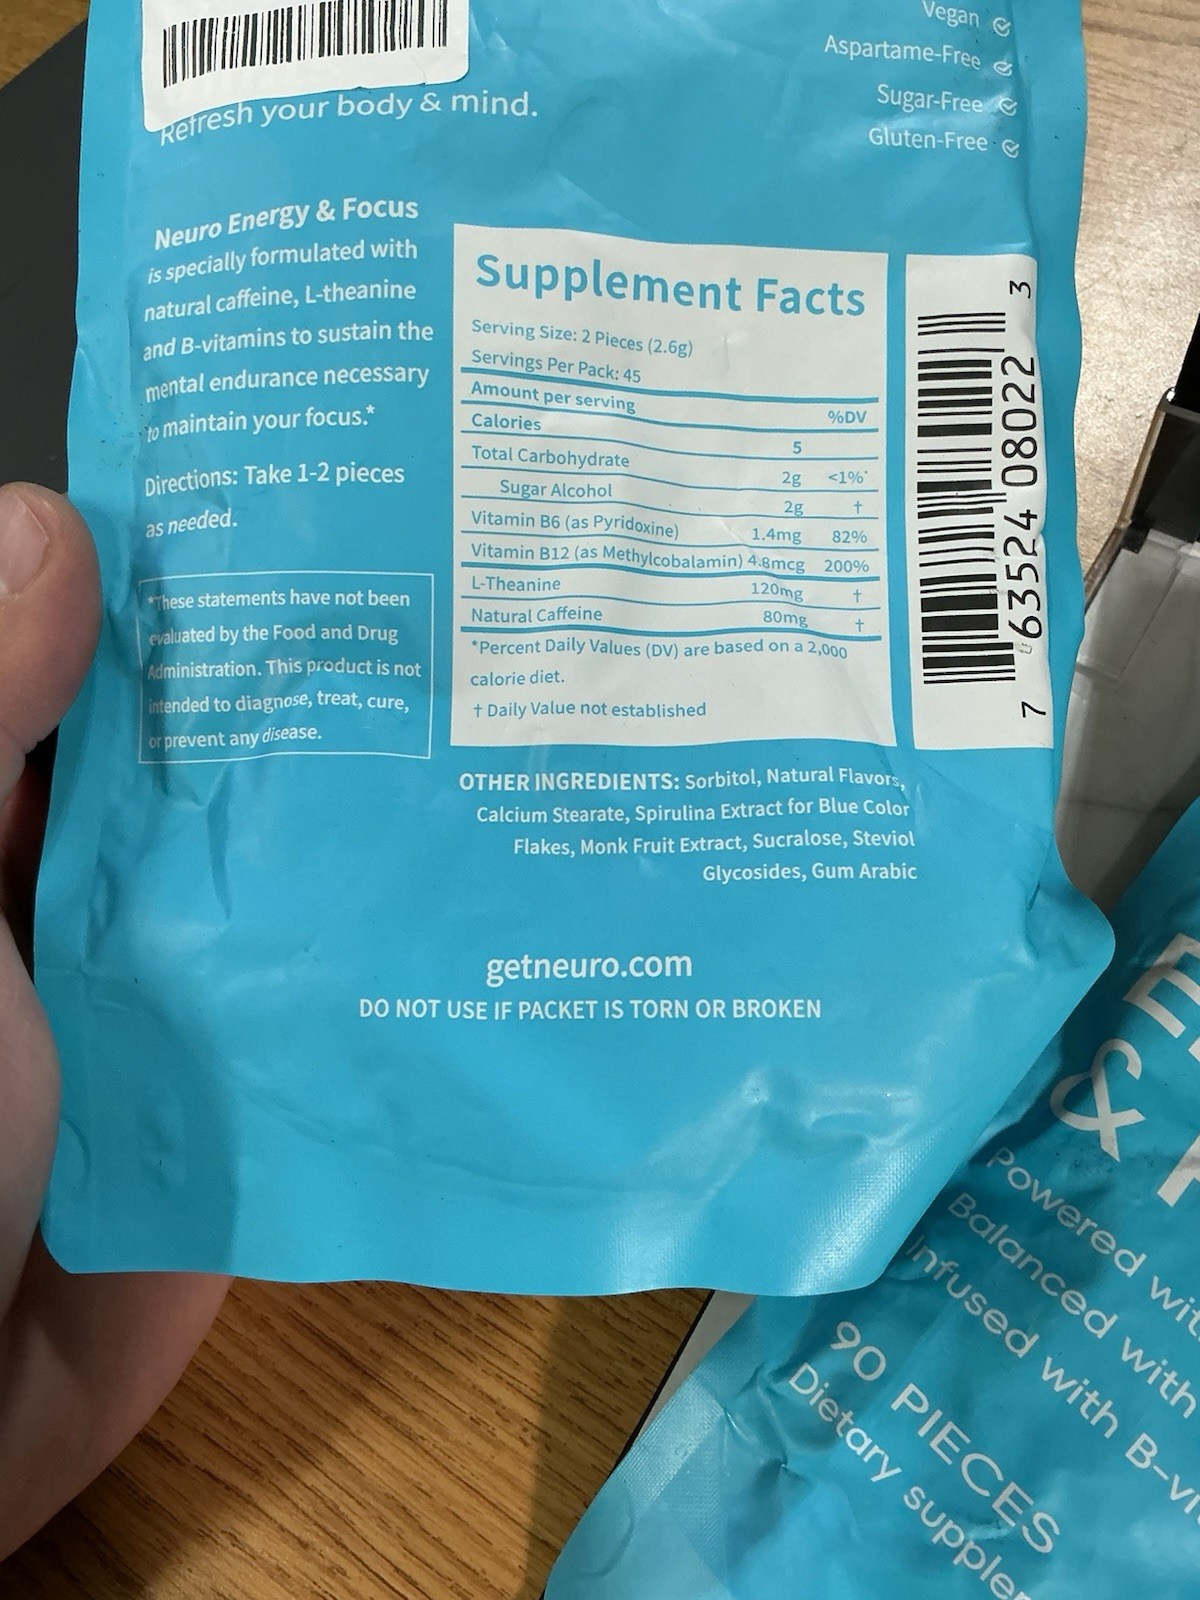 Vegan
Aspartame-Free
Sugar-Free
Gluten-Free
Refresh your body & mind.
Neuro Energy & Focus
is specially formulated with
natural caffeine, L-theanine
and B-vitamins to sustain the
mental endurance necessary
to maintain your focus.*
Directions: Take 1-2 pieces
as needed.
*These statements have not been
evaluated by the Food and Drug
Administration. This product is not
intended to diagnose, treat, cure,
or prevent any disease.
Supplement Facts
Serving Size: 2 Pieces (2.6g)
Servings Per Pack: 45
Amount per serving %DV
Calories 5
Total Carbohydrate 2g <1%*
Sugar Alcohol 2g †
Vitamin B6 (as Pyridoxine) 1.4mg 82%
Vitamin B12 (as Methylcobalamin) 4.8mcg 200%
L-Theanine 120mg †
Natural Caffeine 80mg †
*Percent Daily Values (DV) are based on a 2,000
calorie diet.
† Daily Value not established
7 63524 08022 3
OTHER INGREDIENTS: Sorbitol, Natural Flavors,
Calcium Stearate, Spirulina Extract for Blue Color
Flakes, Monk Fruit Extract, Sucralose, Steviol
Glycosides, Gum Arabic
getneuro.com
DO NOT USE IF PACKET IS TORN OR BROKEN
&
Powered
Balanced with
Infused with
90 PIECES
Dietary